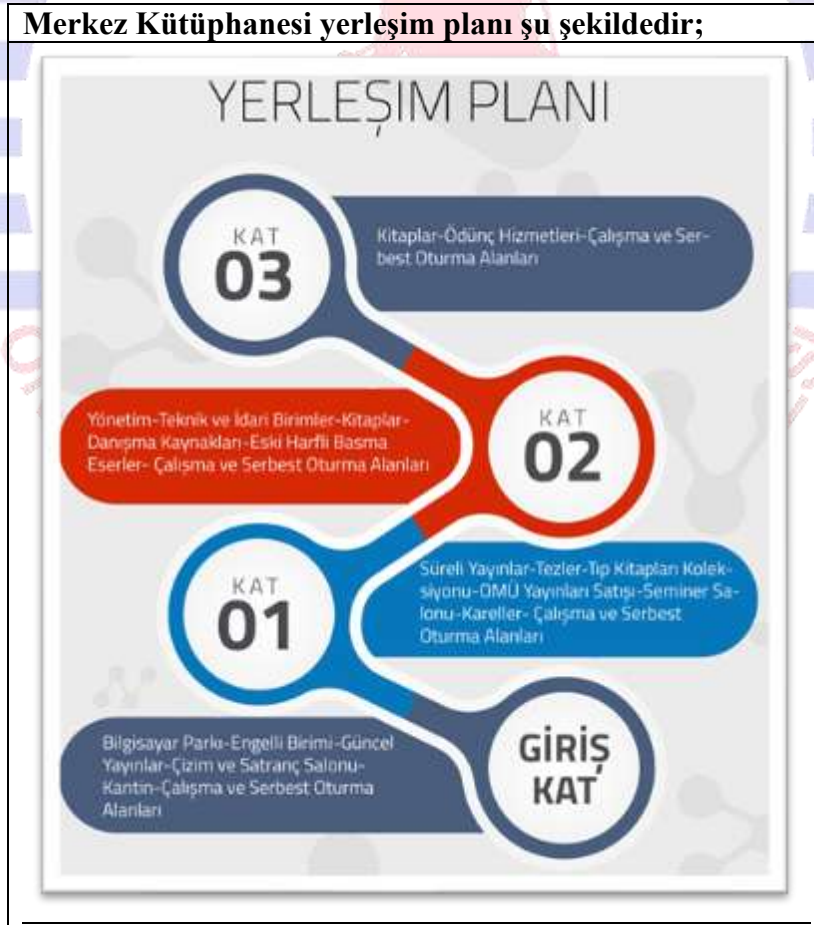 Merkez Kütüphanesi yerleşim planı şu şekildedir;
YERLEŞİM PLANI
KAT
03
Kitaplar-Ödünç Hizmetleri-Çalışma ve Ser-
best Oturma Alanları
Yönetim-Teknik ve İdari Birimler-Kitaplar-
Danışma Kaynakları-Eski Harfli Basma
Eserler- Çalışma ve Serbest Oturma Alanları
KAT
02
KAT
01
Süreli Yayınlar-Tezler-Tıp Kitapları Kolek-
siyonu-OMÜ Yayınları Satışı-Seminer Sa-
lonu-Kareller- Çalışma ve Serbest
Oturma Alanları
Bilgisayar Parkı-Engelli Birimi-Güncel
Yayınlar-Çizim ve Satranç Salonu-
Kantin-Çalışma ve Serbest Oturma
Alanları
GİRİŞ
KAT